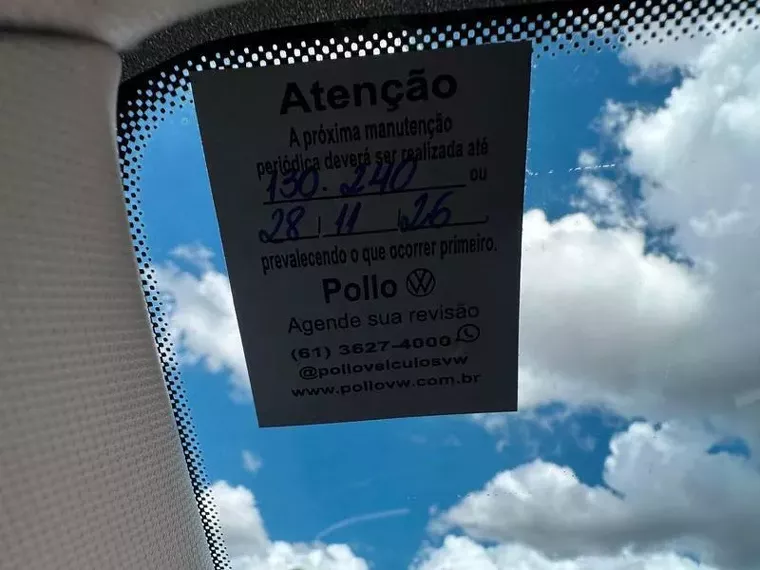 Atenção
A próxima manutenção
periódica deverá ser realizada até
130.240 ou
28 | 11 | 26
prevalecendo o que ocorrer primeiro.
Pollo
Agende sua revisão
(61) 3627-4000
@polloveiculosvw
www.pollovw.com.br